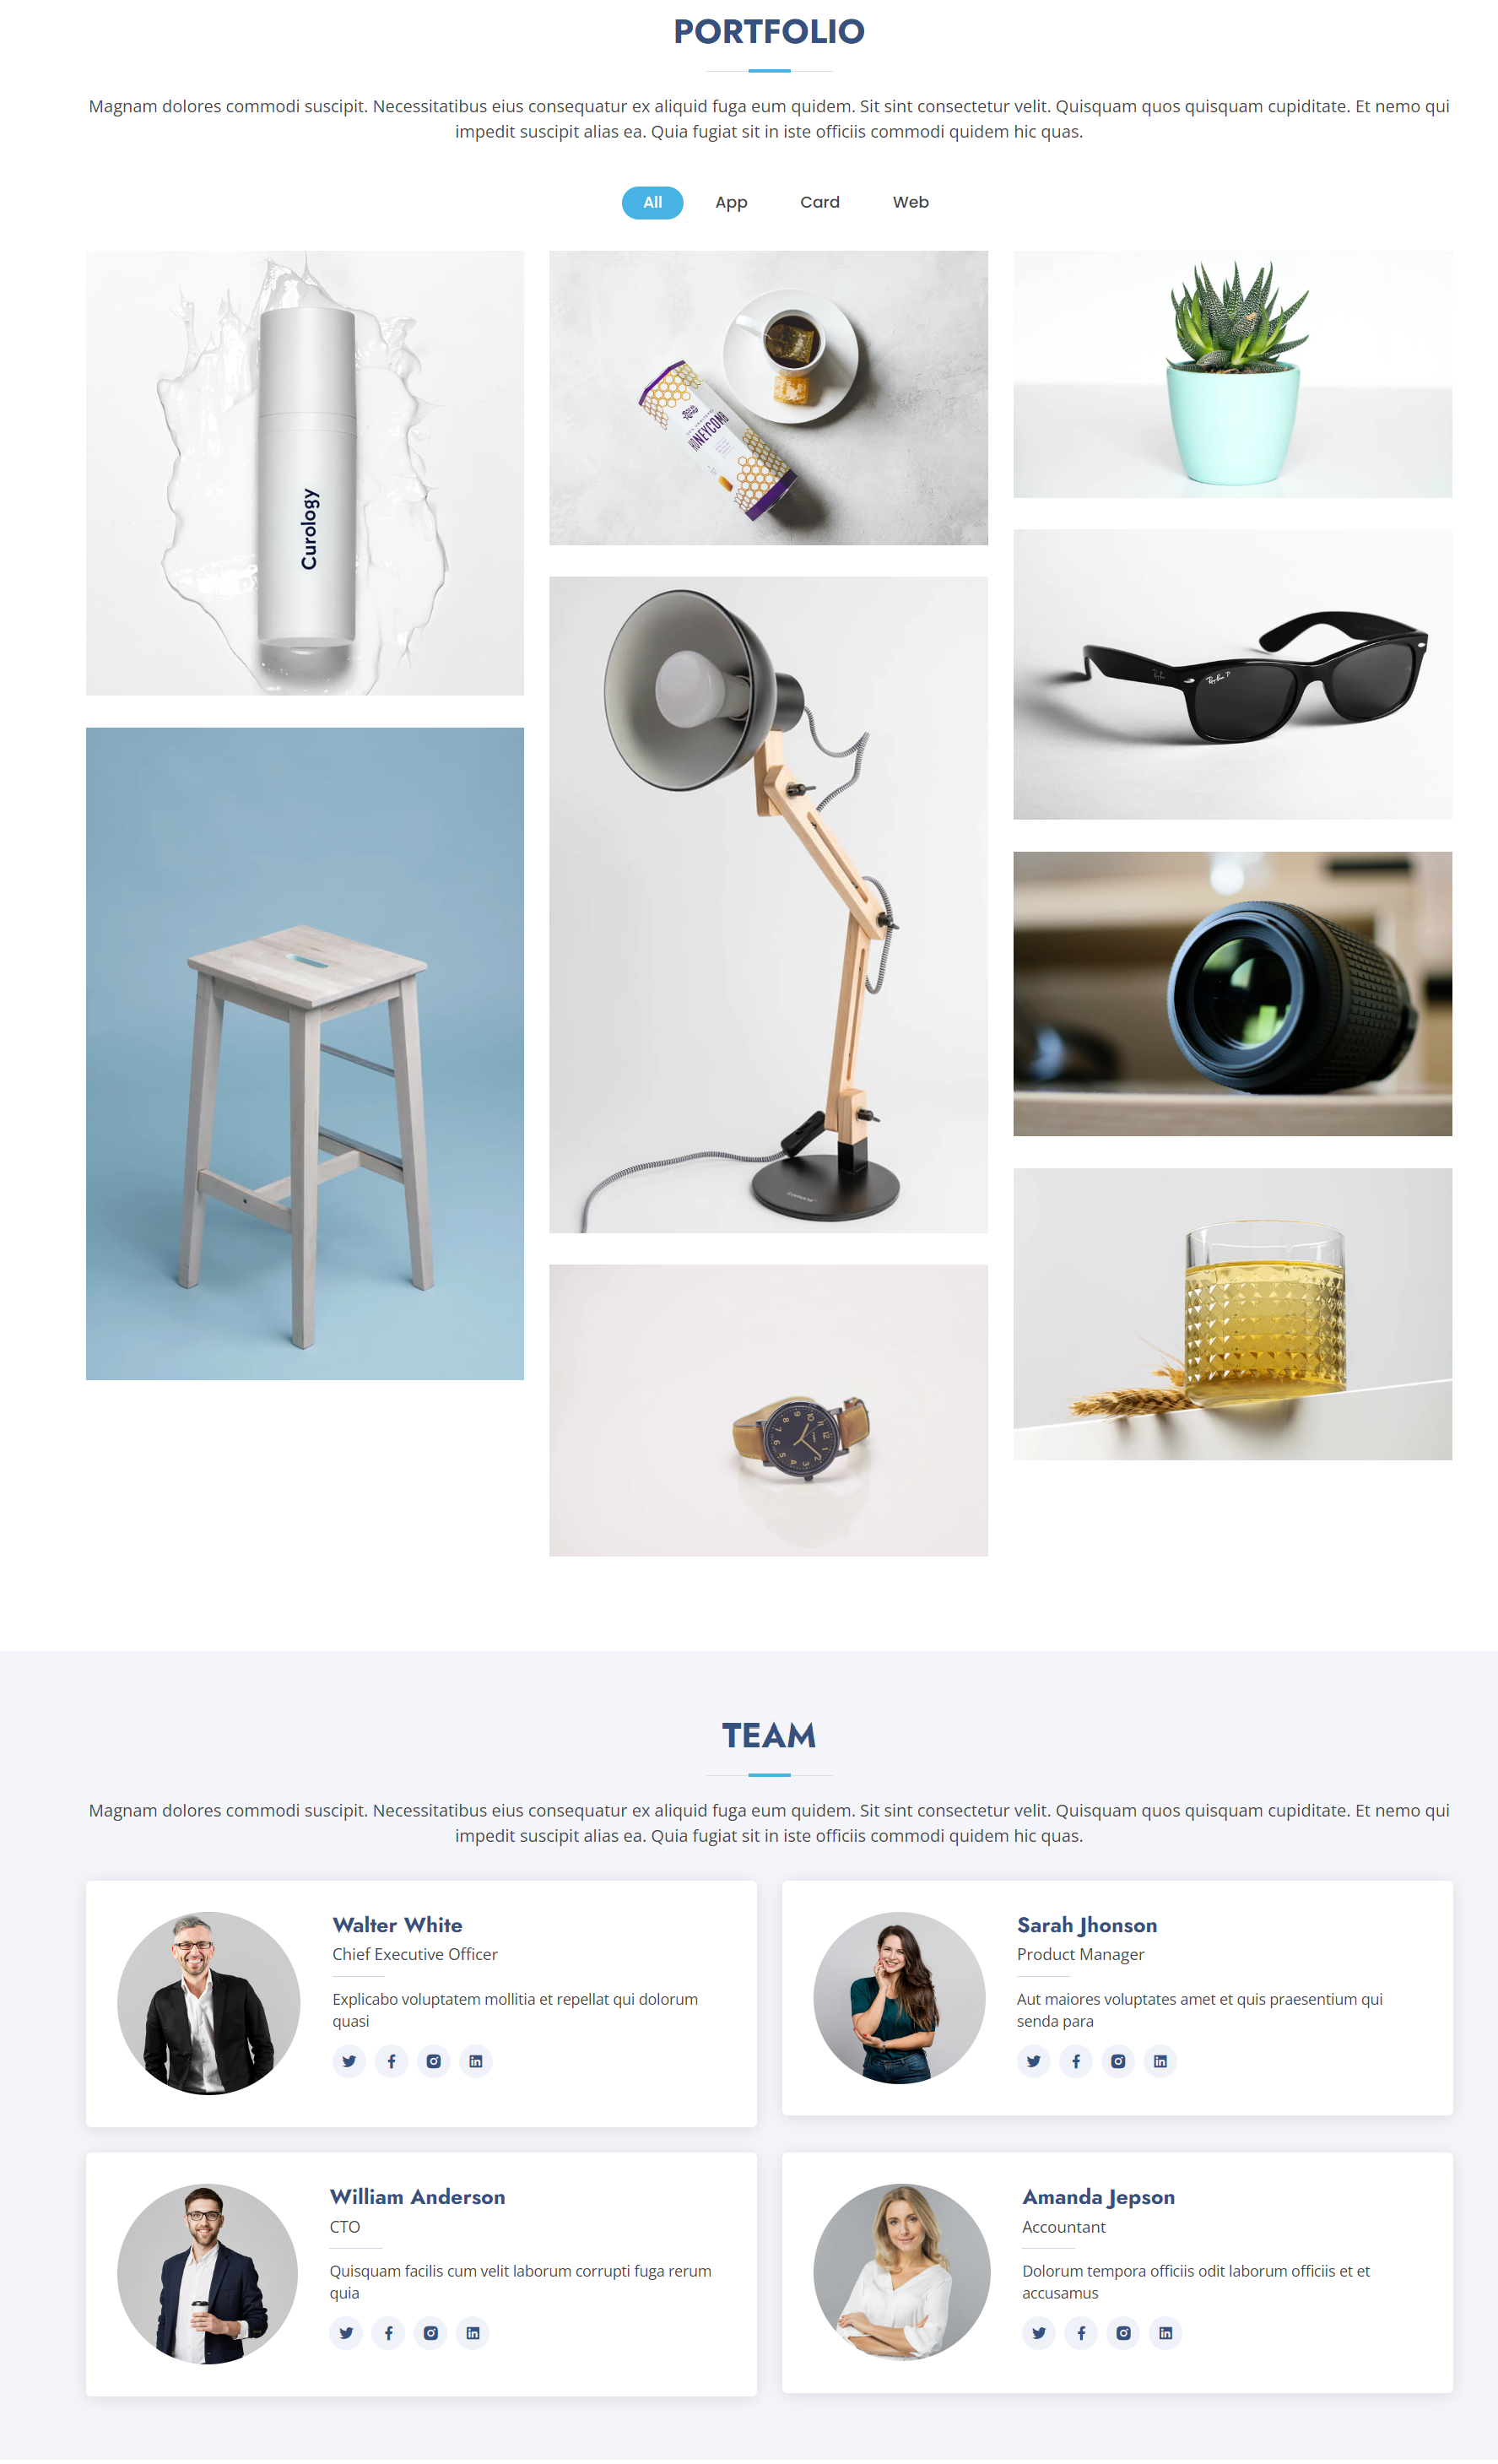 PORTFOLIO
Magnam dolores commodi suscipit. Necessitatibus eius consequatur ex aliquid fuga eum quidem. Sit sint consectetur velit. Quisquam quos quisquam cupiditate. Et nemo qui
impedit suscipit alias ea. Quia fugiat sit in iste officiis commodi quidem hic quas.
All App Card Web
Curology
HONEYCOMB
Ray-Ban P
TEAM
Magnam dolores commodi suscipit. Necessitatibus eius consequatur ex aliquid fuga eum quidem. Sit sint consectetur velit. Quisquam quos quisquam cupiditate. Et nemo qui
impedit suscipit alias ea. Quia fugiat sit in iste officiis commodi quidem hic quas.
Walter White
Chief Executive Officer
Explicabo voluptatem mollitia et repellat qui dolorum
quasi
Sarah Jhonson
Product Manager
Aut maiores voluptates amet et quis praesentium qui
senda para
William Anderson
CTO
Quisquam facilis cum velit laborum corrupti fuga rerum
quia
Amanda Jepson
Accountant
Dolorum tempora officiis odit laborum officiis et et
accusamus